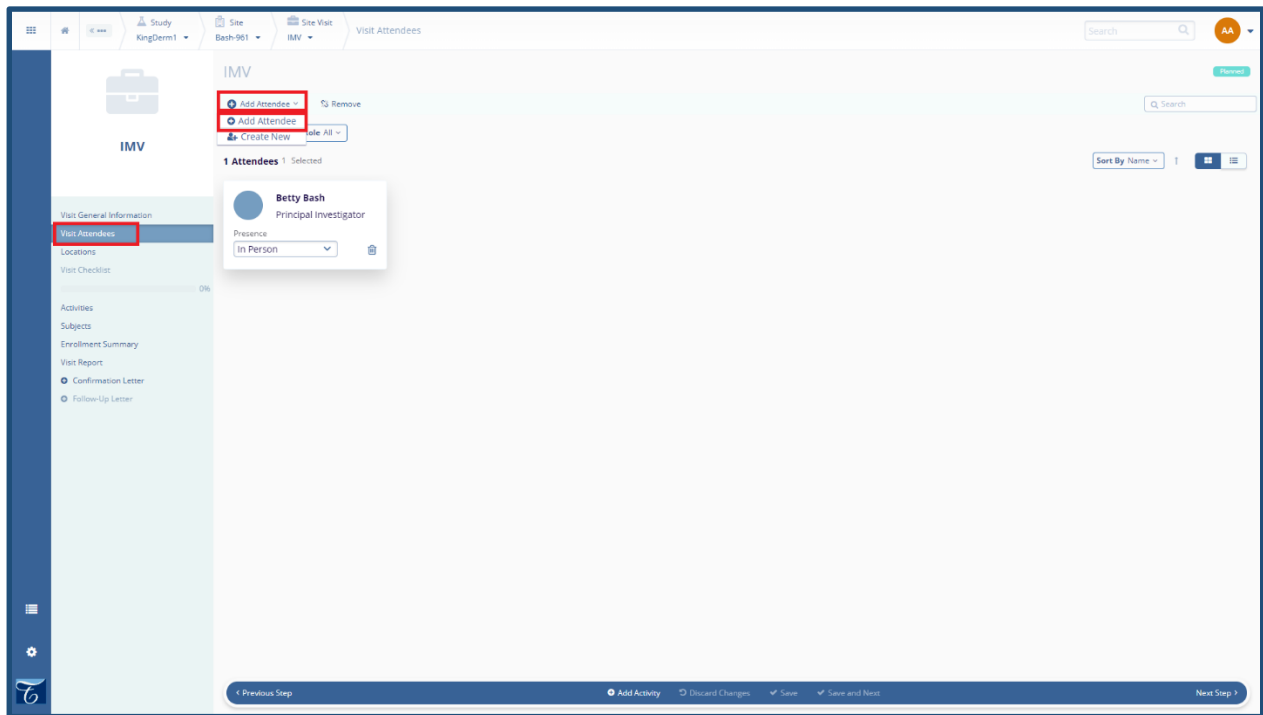 Study
KingDerm1
Site
Bash-961
Site Visit
IMV
Visit Attendees
Search
AA
IMV
Planned
Add Attendee
Remove
Search
Add Attendee
Create New
ole All
IMV
1 Attendees 1 Selected
Sort By Name
Betty Bash
Principal Investigator
Presence
In Person
Visit General Information
Visit Attendees
Locations
Visit Checklist
0%
Activities
Subjects
Enrollment Summary
Visit Report
Confirmation Letter
Follow-Up Letter
Previous Step
Add Activity
Discard Changes
Save
Save and Next
Next Step